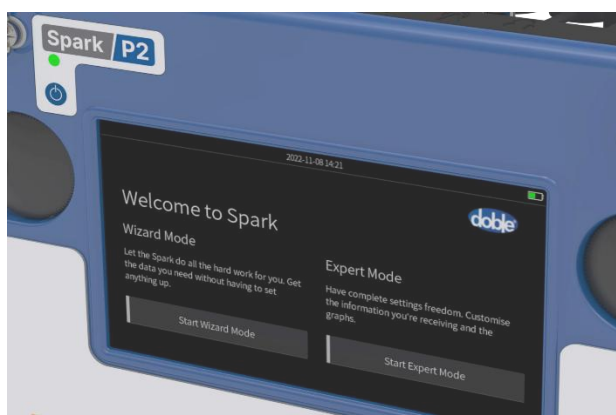 Spark P2
2022-11-08 14:21
doble
Welcome to Spark
Wizard Mode
Let the Spark do all the hard work for you. Get
the data you need without having to set
anything up.
Start Wizard Mode
Expert Mode
Have complete settings freedom. Customise
the information you're receiving and the
graphs.
Start Expert Mode